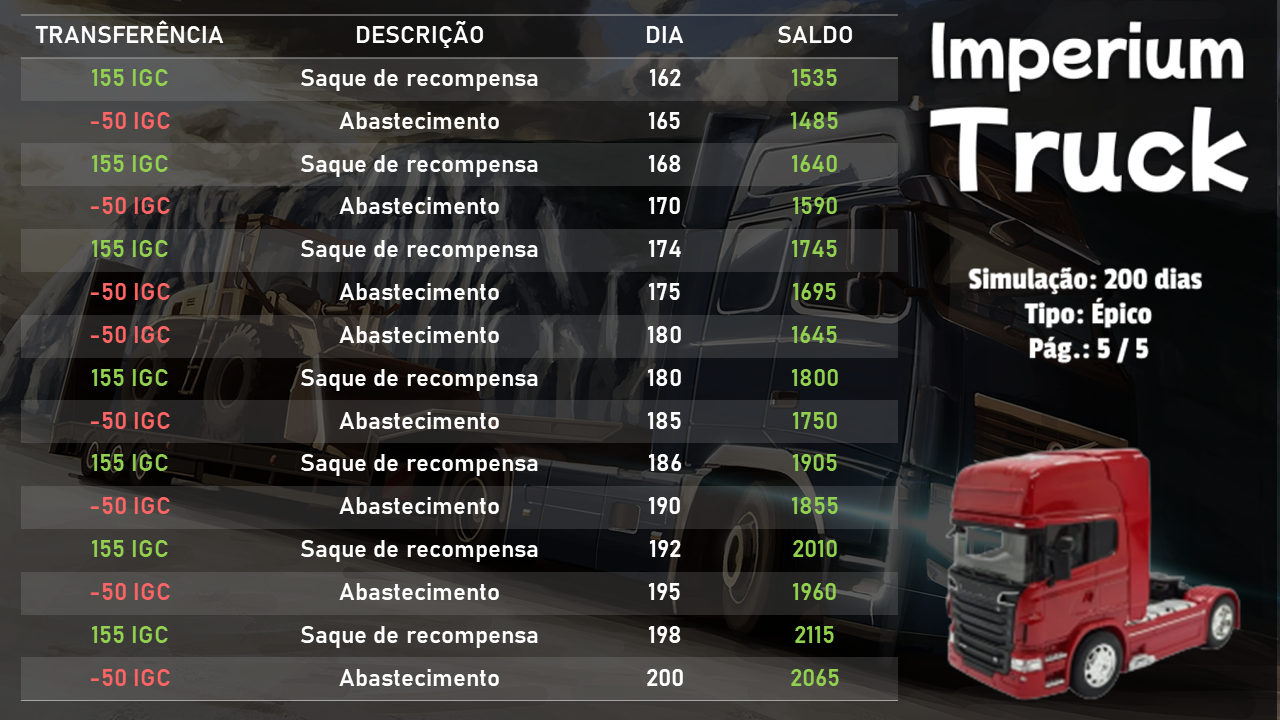 TRANSFERÊNCIA DESCRIÇÃO DIA SALDO
155 IGC Saque de recompensa 162 1535
-50 IGC Abastecimento 165 1485
155 IGC Saque de recompensa 168 1640
-50 IGC Abastecimento 170 1590
155 IGC Saque de recompensa 174 1745
-50 IGC Abastecimento 175 1695
-50 IGC Abastecimento 180 1645
155 IGC Saque de recompensa 180 1800
-50 IGC Abastecimento 185 1750
155 IGC Saque de recompensa 186 1905
-50 IGC Abastecimento 190 1855
155 IGC Saque de recompensa 192 2010
-50 IGC Abastecimento 195 1960
155 IGC Saque de recompensa 198 2115
-50 IGC Abastecimento 200 2065
Imperium
Truck
Simulação: 200 dias
Tipo: Épico
Pág.: 5 / 5